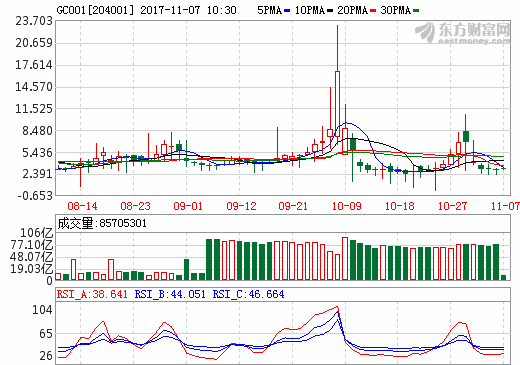 GC001[204001] 2017-11-07 10:30 5PMA 10PMA 20PMA 30PMA
东方财富网
eastmoney.com
23.703
20.659
17.614
14.570
11.525
8.480
5.436
2.391
-0.653
08-14 08-23 09-01 09-12 09-21 10-09 10-18 10-27 11-07
成交量:85705301
106亿
77.10亿
48.07亿
19.03亿
0
RSI_A:38.641 RSI_B:44.051 RSI_C:46.664
104
65
26